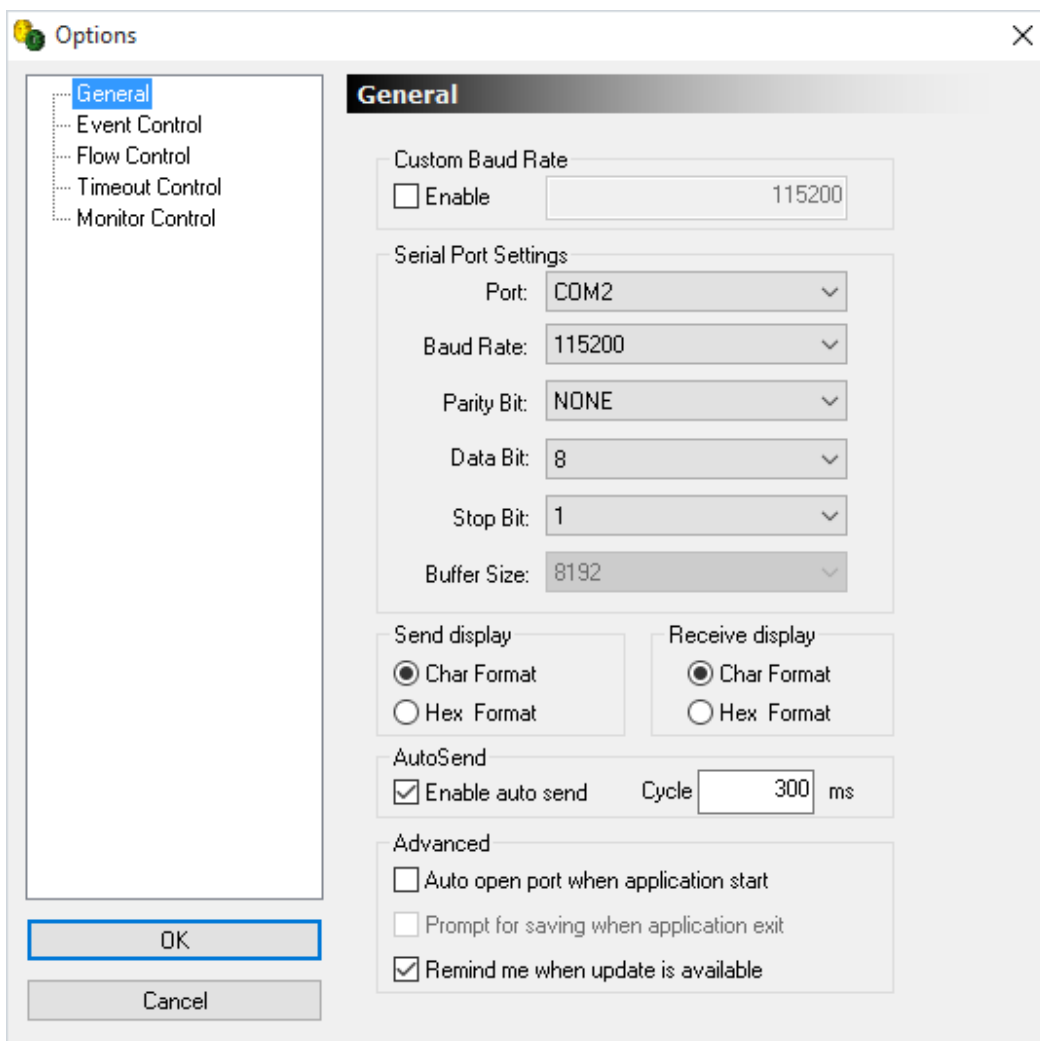 Options
General
Event Control
Flow Control
Timeout Control
Monitor Control
OK
Cancel
General
Custom Baud Rate
Enable 115200
Serial Port Settings
Port: COM2
Baud Rate: 115200
Parity Bit: NONE
Data Bit: 8
Stop Bit: 1
Buffer Size: 8192
Send display
Char Format
Hex Format
Receive display
Char Format
Hex Format
AutoSend
Enable auto send Cycle 300 ms
Advanced
Auto open port when application start
Prompt for saving when application exit
Remind me when update is available